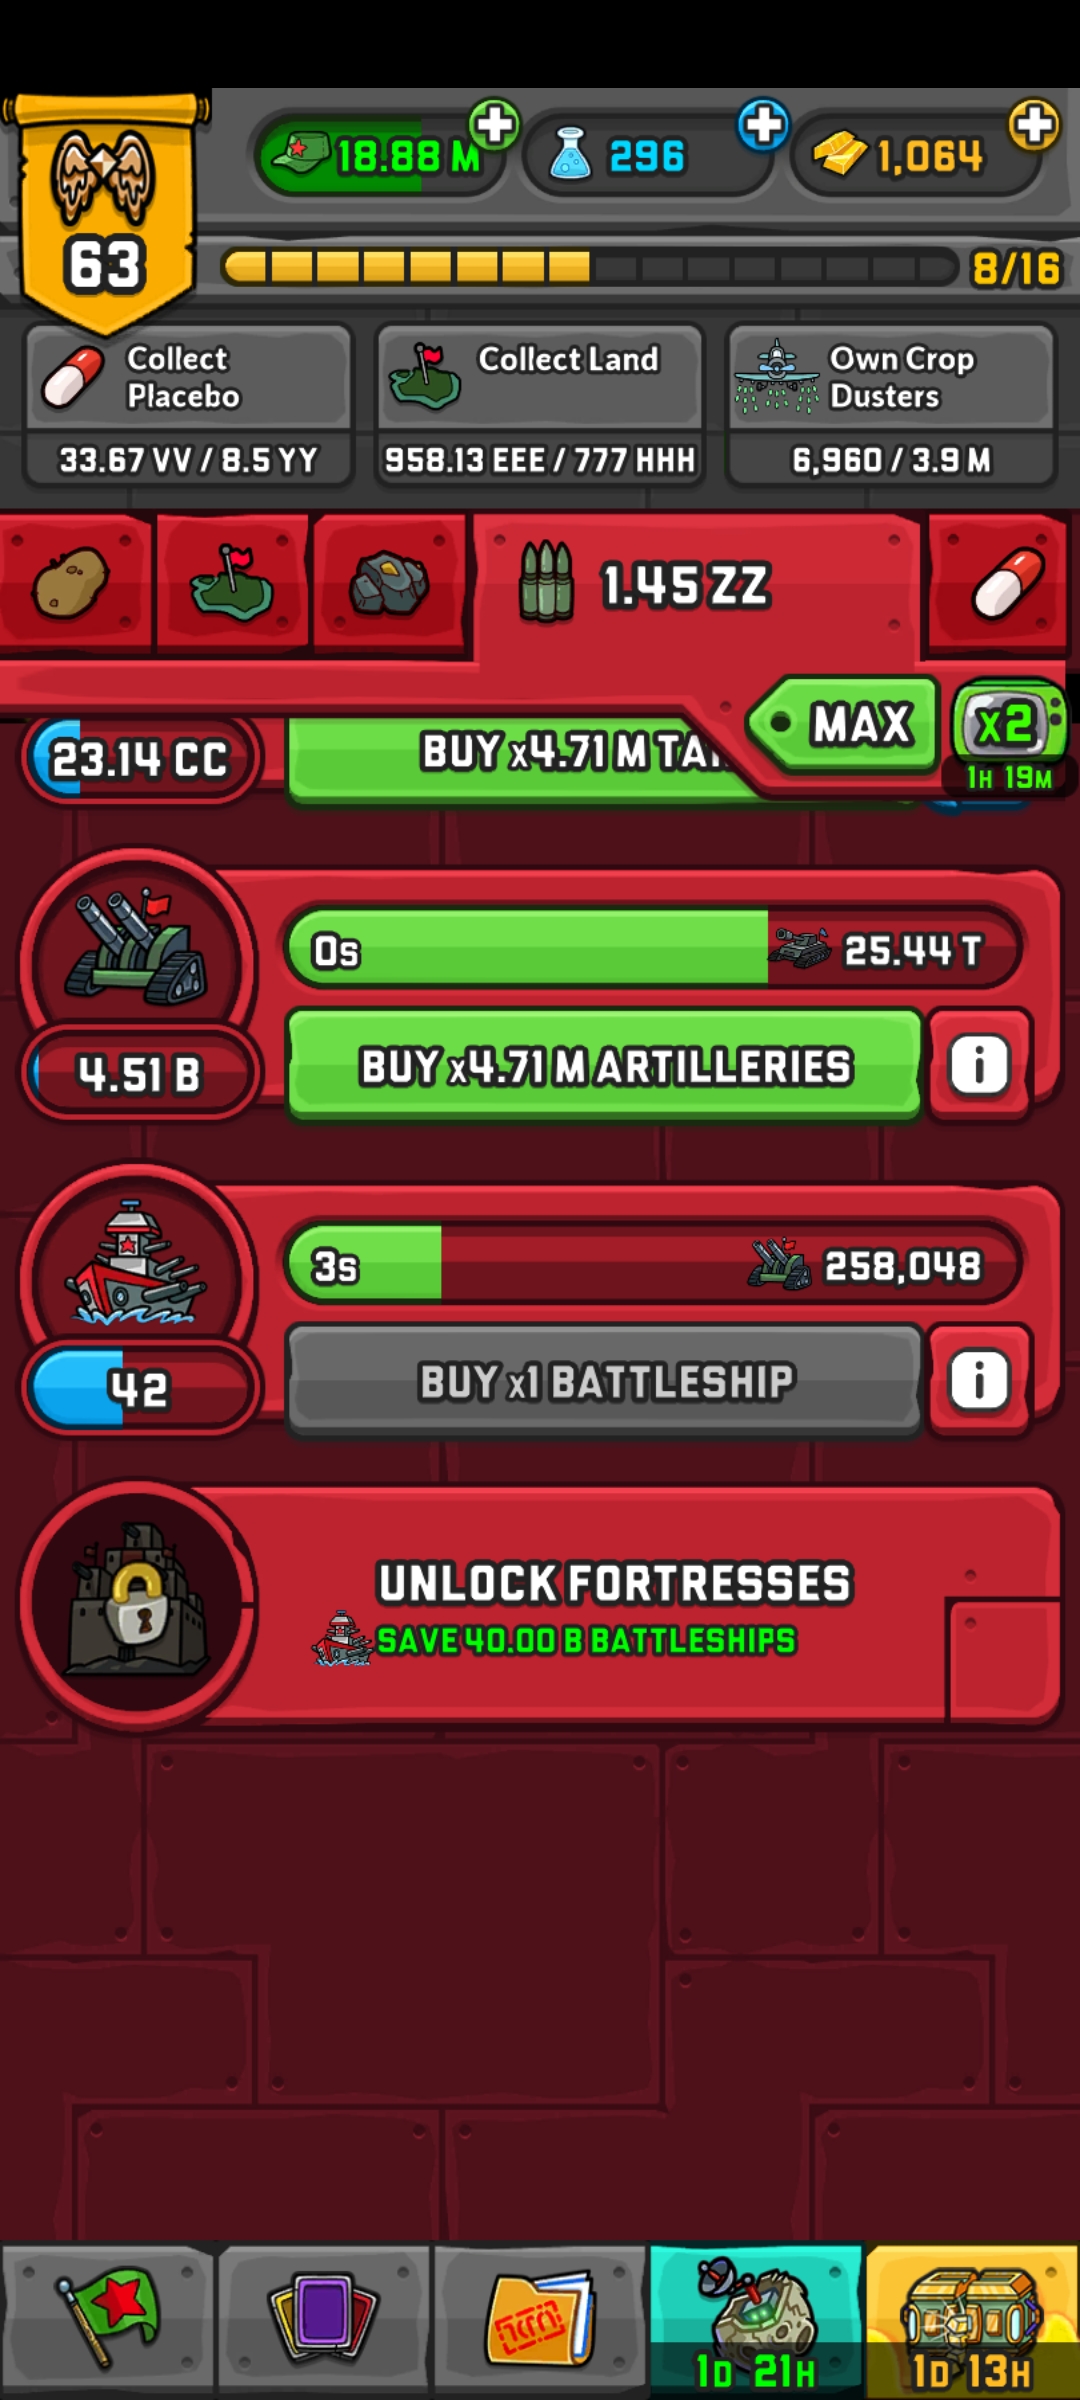 18.88 M
296
1,064
63
8/16
Collect
Placebo
33.67 VV / 8.5 YY
Collect Land
958.13 EEE / 777 HHH
Own Crop
Dusters
6,960 / 3.9 M
1.45 ZZ
MAX
x2
1H 19M
23.14 CC
BUY x4.71 M
0s
25.44 T
4.51 B
BUY x4.71 M ARTILLERIES
i
3s
258,048
42
BUY x1 BATTLESHIP
i
UNLOCK FORTRESSES
SAVE 40.00 B BATTLESHIPS
1D 21H
1D 13H